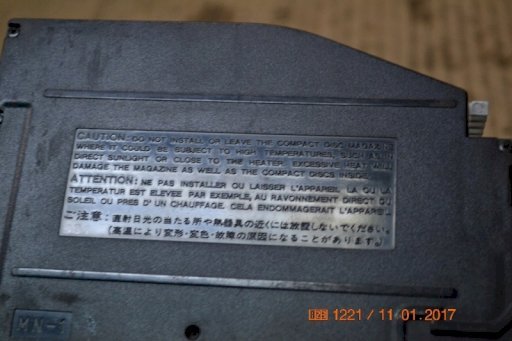 CAUTION: DO NOT INSTALL OR LEAVE THE COMPACT DISC MAGAZIN
WHERE IT COULD BE SUBJECT TO HIGH TEMPERATURES, SUCH AS IN
DIRECT SUNLIGHT OR CLOSE TO THE HEATER. EXCESSIVE HEAT MAY
DAMAGE THE MAGAZINE AS WELL AS THE COMPACT DISCS INSIDE.
ATTENTION: NE PAS INSTALLER OU LAISSER L'APPAREIL LA OU LA
TEMPERATUR EST ELEVEE PAR EXEMPLE, AU RAVONNEMENT DIRECT DU
SOLEIL OU PRES D'UN CHAUFFAGE. CELA ENDOMMAGERAIT L'APPAREIL
ご注意：直射日光の当たる所や熱器具の近くには放置しないでください。
(高温により変形・変色・故障の原因になることがあります。)
1221 / 11 01 2017